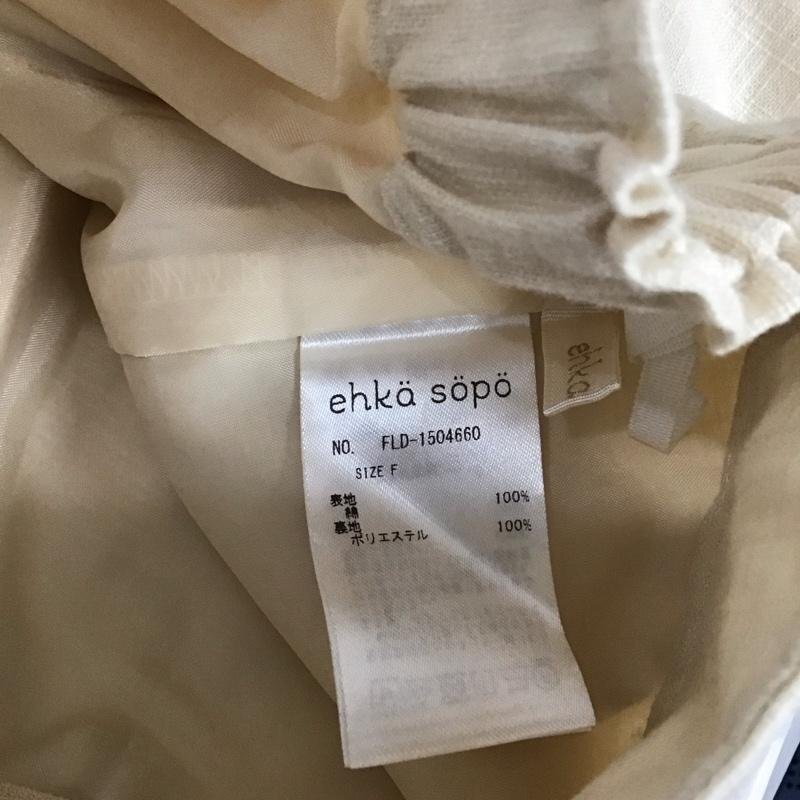 ehkä söpö
NO. FLD-1504660
SIZE F
表地 100%
綿
裏地 100%
ポリエステル
ehkä